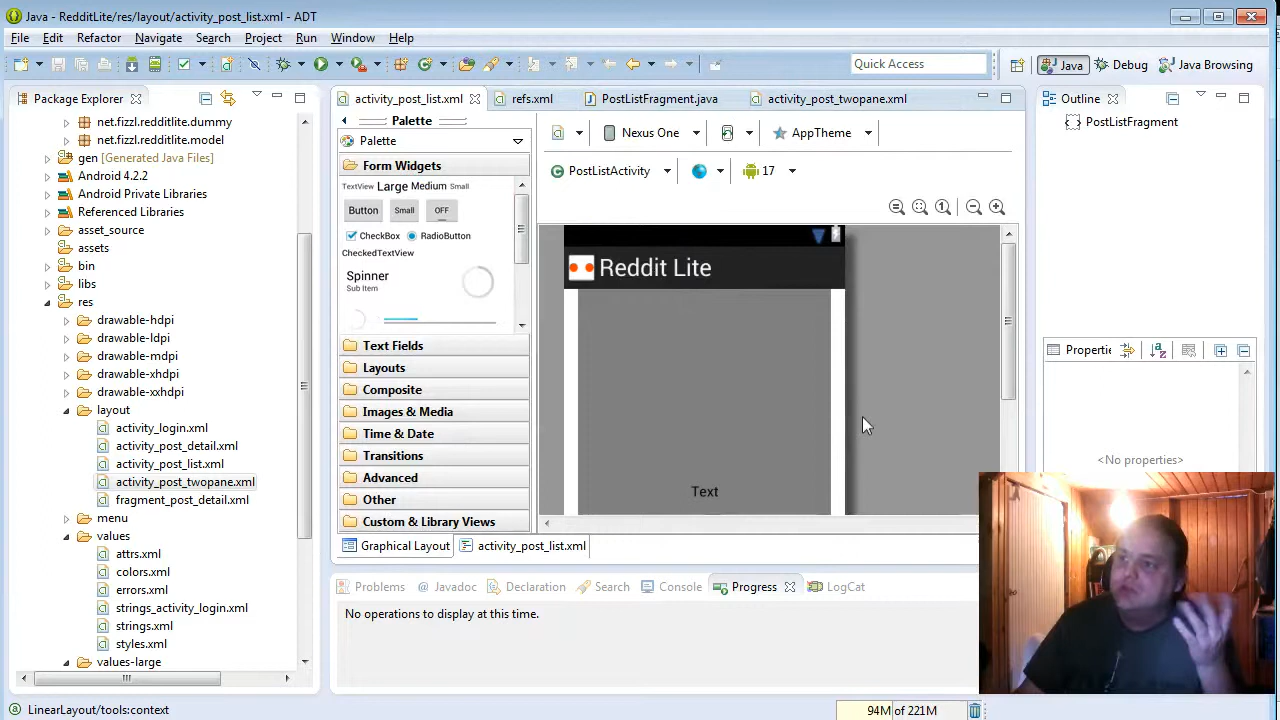 Java - RedditLite/res/layout/activity_post_list.xml - ADT
File Edit Refactor Navigate Search Project Run Window Help
Quick Access
Java
Debug
Java Browsing
Package Explorer
net.fizzl.redditlite.dummy
net.fizzl.redditlite.model
gen [Generated Java Files]
Android 4.2.2
Android Private Libraries
Referenced Libraries
asset_source
assets
bin
libs
res
drawable-hdpi
drawable-ldpi
drawable-mdpi
drawable-xhdpi
drawable-xxhdpi
layout
activity_login.xml
activity_post_detail.xml
activity_post_list.xml
activity_post_twopane.xml
fragment_post_detail.xml
menu
values
attrs.xml
colors.xml
errors.xml
strings_activity_login.xml
strings.xml
styles.xml
values-large
activity_post_list.xml
refs.xml
PostListFragment.java
activity_post_twopane.xml
Palette
Palette
Form Widgets
TextView Large Medium Small
Button Small OFF
CheckBox RadioButton
CheckedTextView
Spinner
Sub Item
Text Fields
Layouts
Composite
Images & Media
Time & Date
Transitions
Advanced
Other
Custom & Library Views
Nexus One
AppTheme
PostListActivity
17
Reddit Lite
Text
Graphical Layout
activity_post_list.xml
Problems
Javadoc
Declaration
Search
Console
Progress
LogCat
No operations to display at this time.
Outline
PostListFragment
Propertie
<No properties>
LinearLayout/tools:context
94M of 221M